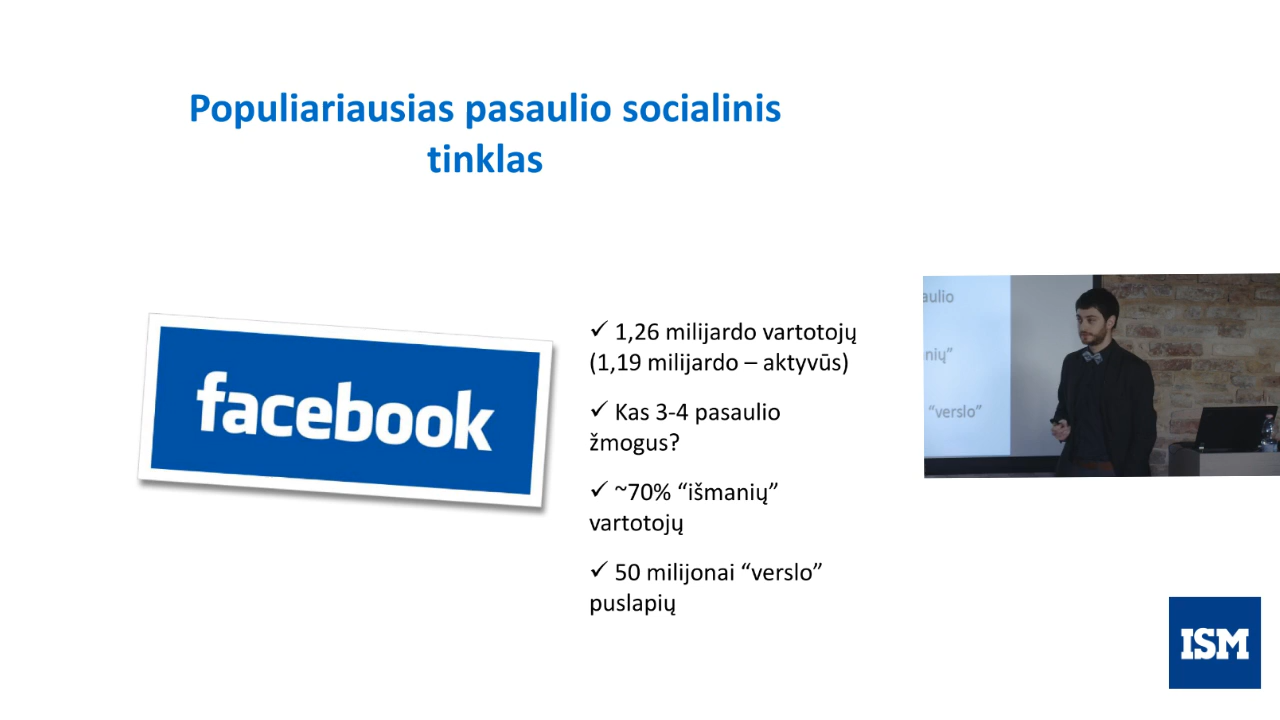 Populiariausias pasaulio socialinis
tinklas
facebook
✓ 1,26 milijardo vartotojų
(1,19 milijardo – aktyvūs)
✓ Kas 3-4 pasaulio
žmogus?
✓ ~70% “išmanių”
vartotojų
✓ 50 milijonai “verslo”
puslapių
aulio
nių”
“verslo”
ISM